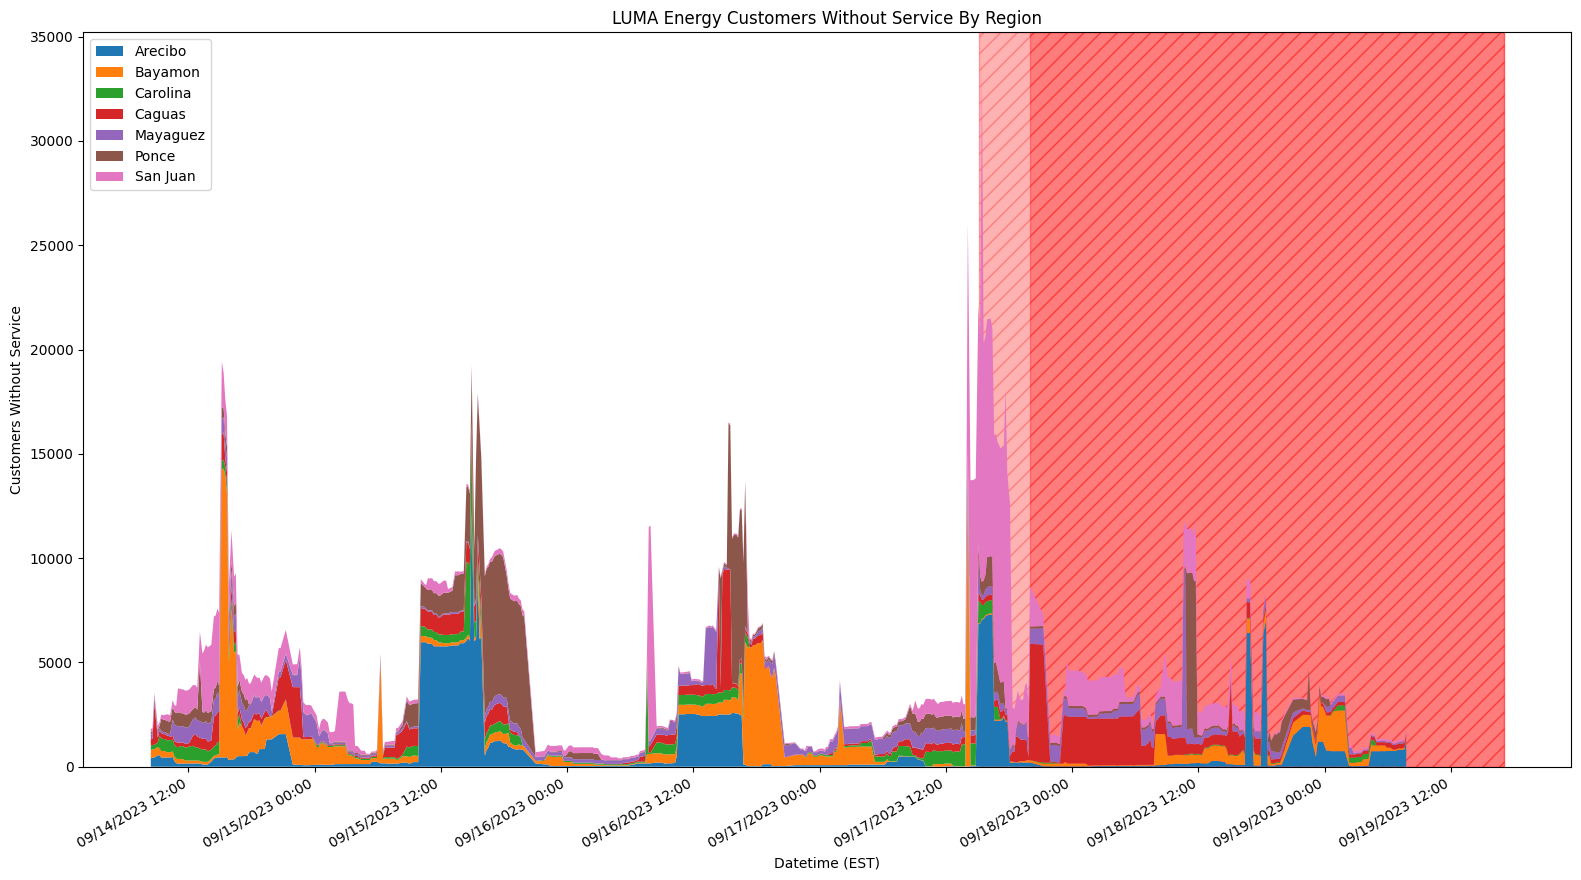 LUMA Energy Customers Without Service By Region
35000
30000
25000
20000
15000
10000
5000
0
Customers Without Service
Arecibo
Bayamon
Carolina
Caguas
Mayaguez
Ponce
San Juan
09/14/2023 12:00
09/15/2023 00:00
09/15/2023 12:00
09/16/2023 00:00
09/16/2023 12:00
09/17/2023 00:00
09/17/2023 12:00
09/18/2023 00:00
09/18/2023 12:00
09/19/2023 00:00
09/19/2023 12:00
Datetime (EST)